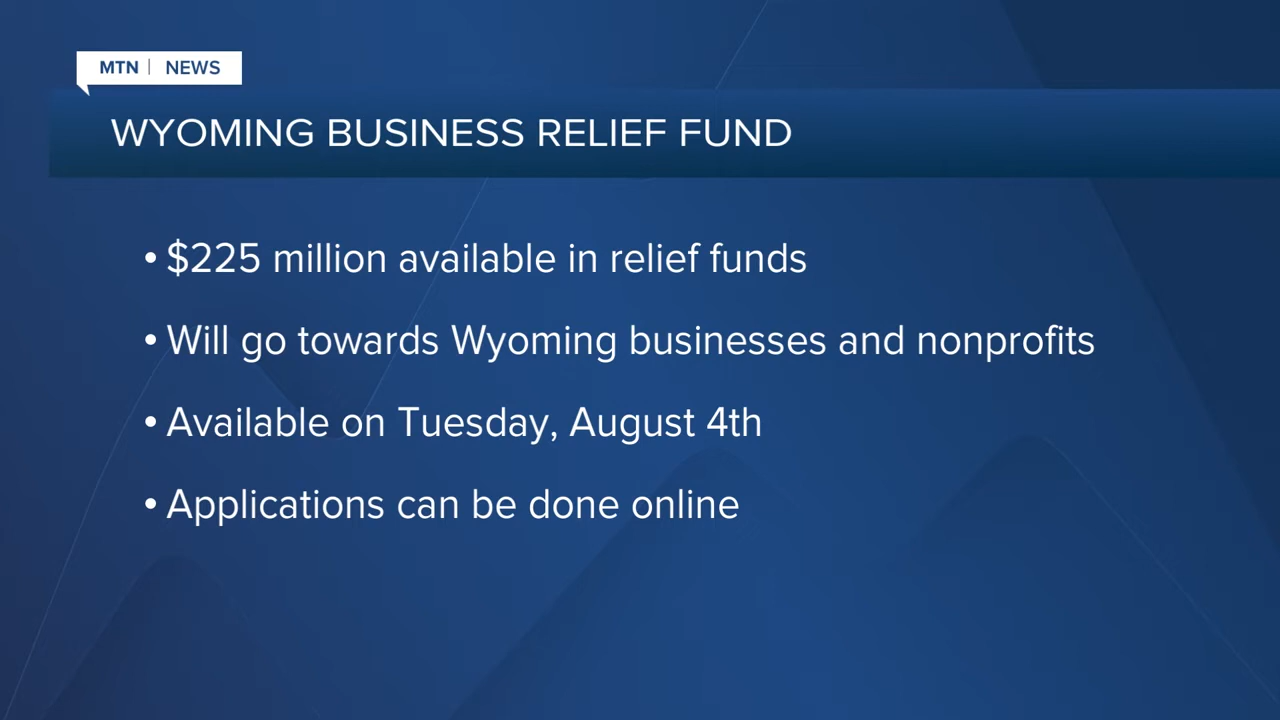 MTN | NEWS
WYOMING BUSINESS RELIEF FUND
• $225 million available in relief funds
• Will go towards Wyoming businesses and nonprofits
• Available on Tuesday, August 4th
• Applications can be done online